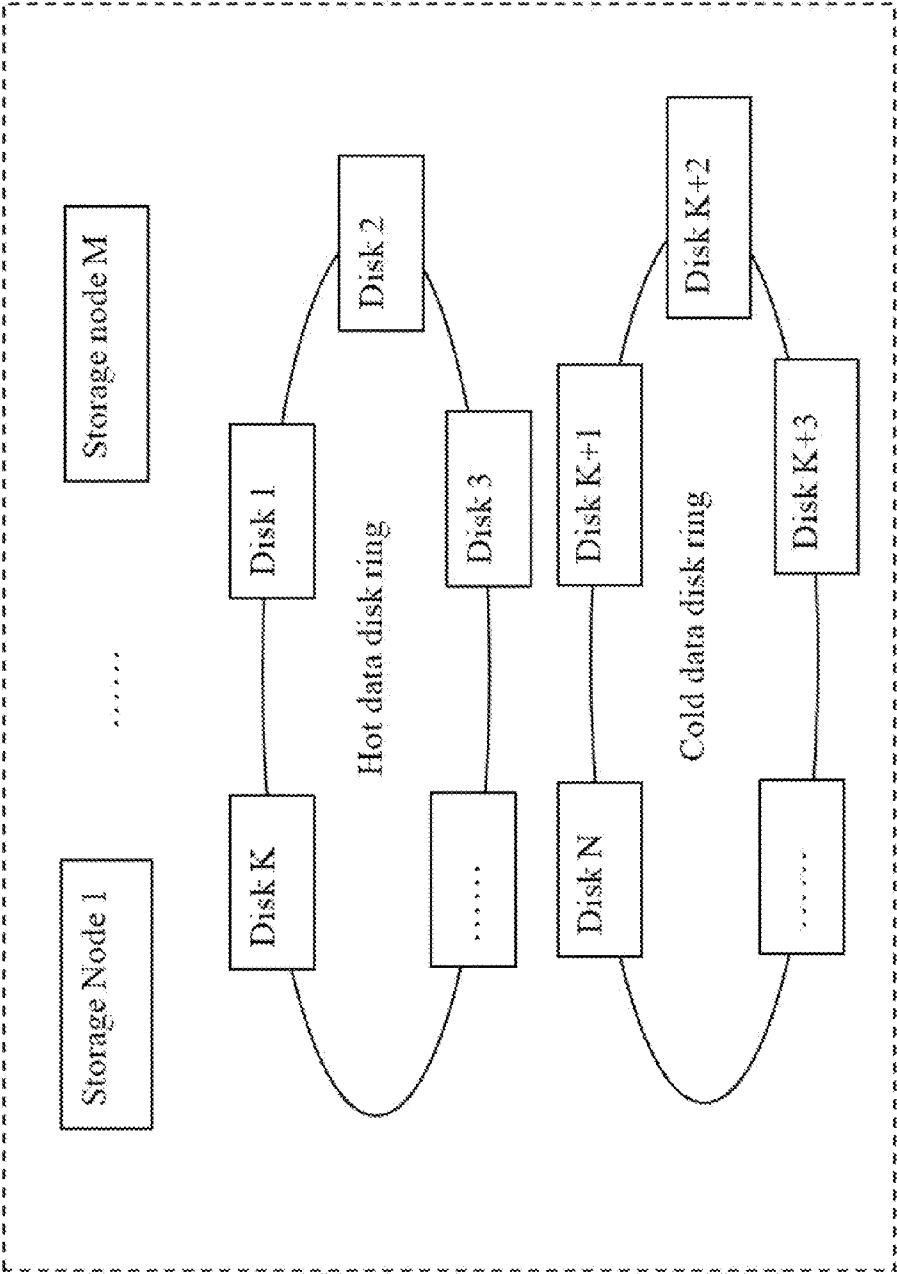 Storage Node 1
......
Storage node M
Disk K
Disk 1
Disk 2
Hot data disk ring
......
Disk 3
Disk N
Disk K+1
Disk K+2
Cold data disk ring
......
Disk K+3